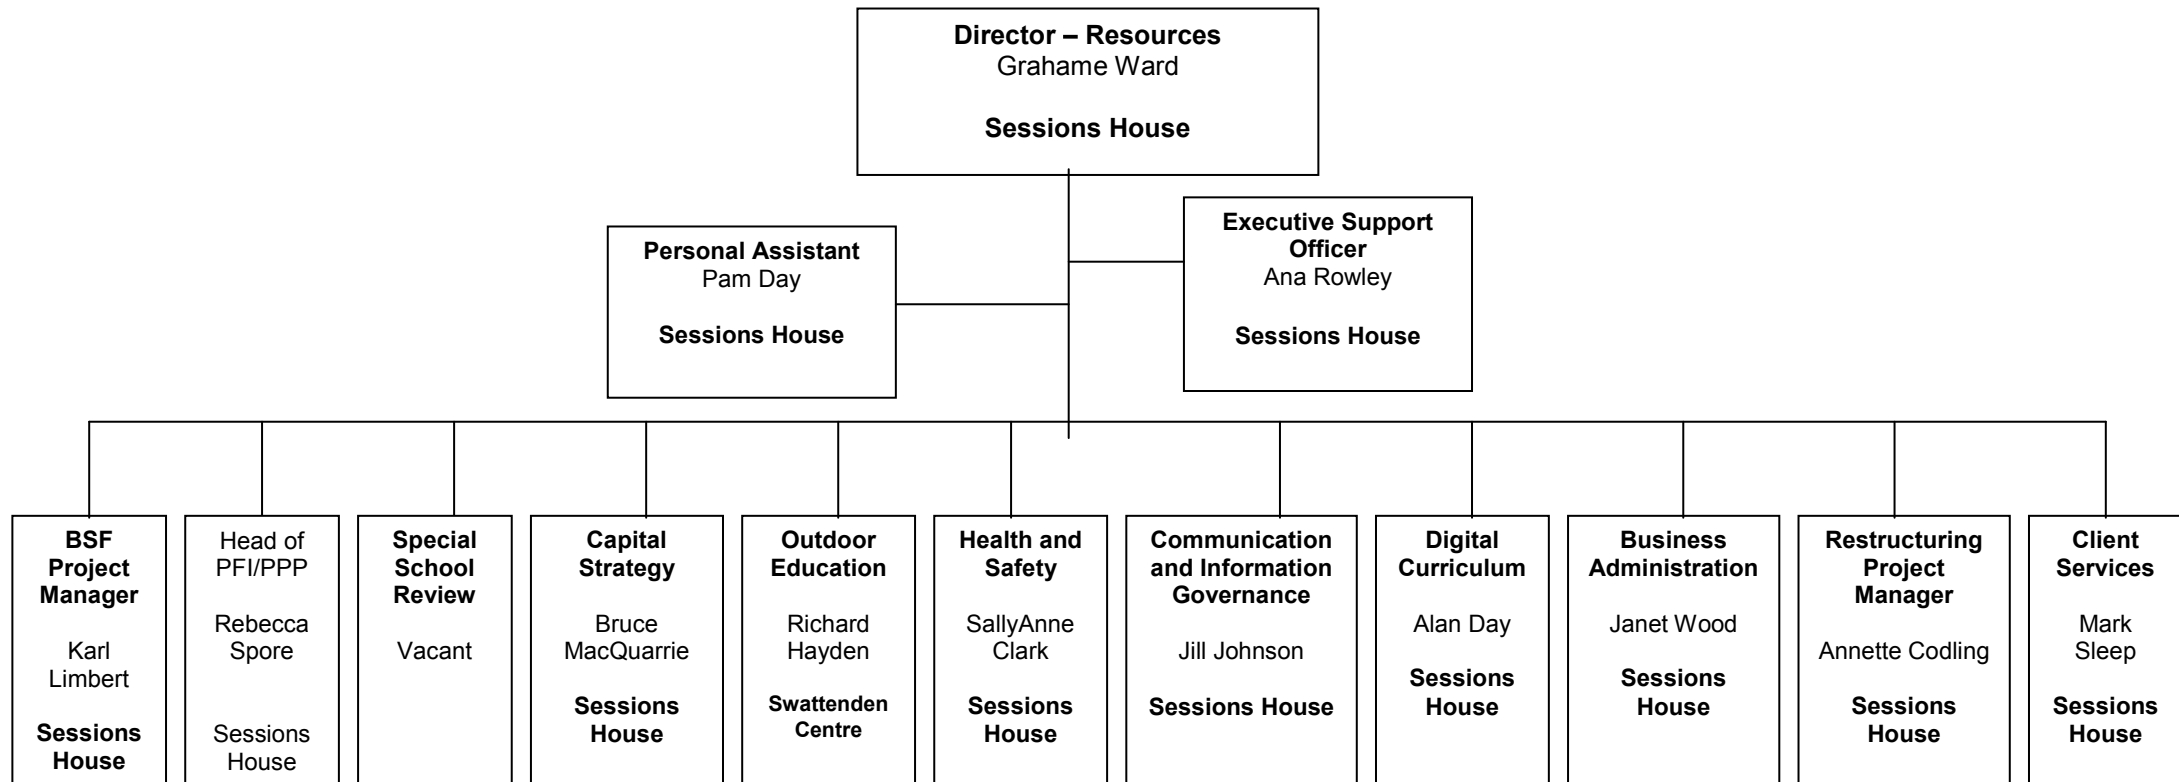 Director – Resources
Grahame Ward
Sessions House
Personal Assistant
Pam Day
Sessions House
Executive Support
Officer
Ana Rowley
Sessions House
BSF
Project
Manager
Karl
Limbert
Sessions
House
Head of
PFI/PPP
Rebecca
Spore
Sessions
House
Special
School
Review
Vacant
Capital
Strategy
Bruce
MacQuarrie
Sessions
House
Outdoor
Education
Richard
Hayden
Swattenden
Centre
Health and
Safety
SallyAnne
Clark
Sessions
House
Communication
and Information
Governance
Jill Johnson
Sessions House
Digital
Curriculum
Alan Day
Sessions
House
Business
Administration
Janet Wood
Sessions
House
Restructuring
Project
Manager
Annette Codling
Sessions
House
Client
Services
Mark
Sleep
Sessions
House